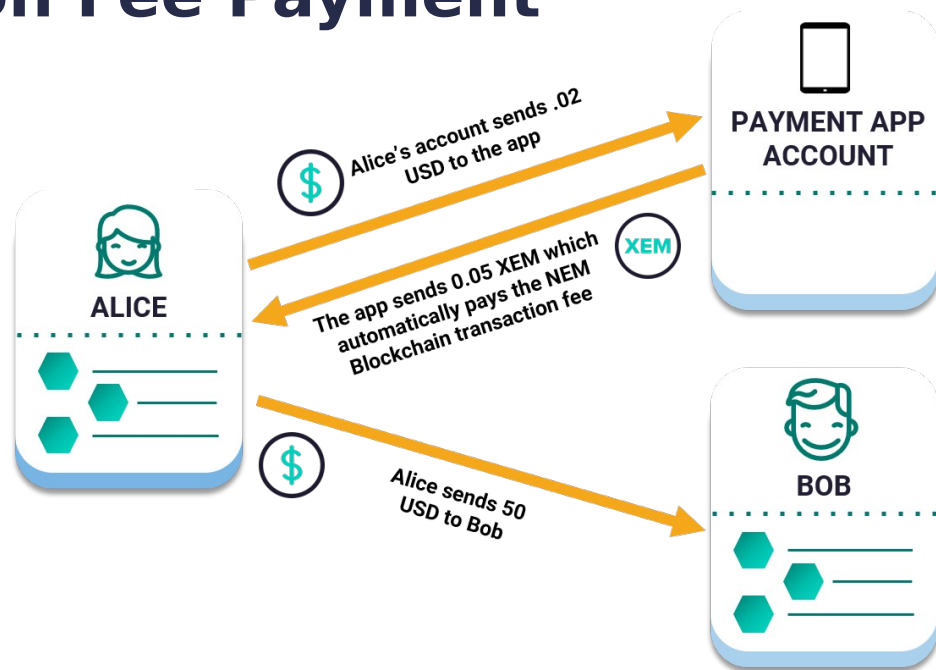 on Fee Payment
PAYMENT APP
ACCOUNT
Alice's account sends .02
USD to the app
$
XEM
The app sends 0.05 XEM which
automatically pays the NEM
Blockchain transaction fee
ALICE
$
Alice sends 50
USD to Bob
BOB